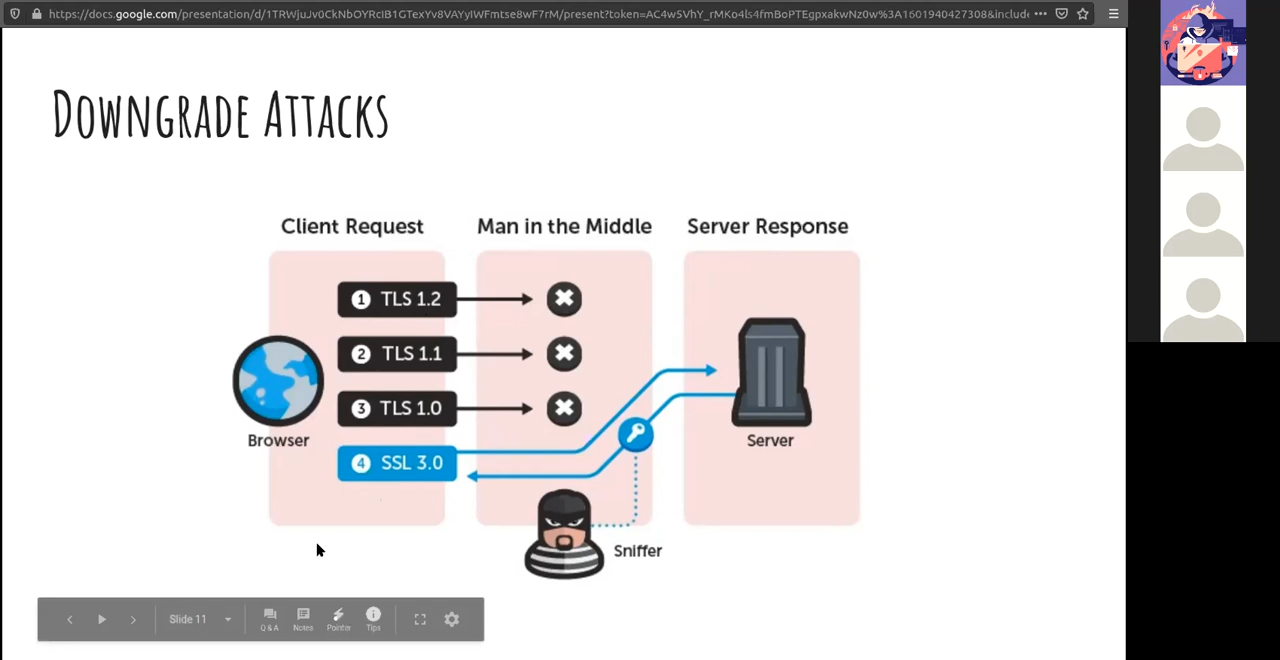 https://docs.google.com/presentation/d/1TRWjuJv0CkNbOYRcIB1GTexYv8VAYyIWFmtse8wF7rM/present?token=AC4w5VhY_rMKo4ls4fmBoPTEgpxakwNz0w%3A1601940427308&include
Downgrade Attacks
Client Request
Man in the Middle
Server Response
1 TLS 1.2
2 TLS 1.1
3 TLS 1.0
4 SSL 3.0
Browser
Server
Sniffer
Slide 11
Q & A
Notes
Pointer
Tips